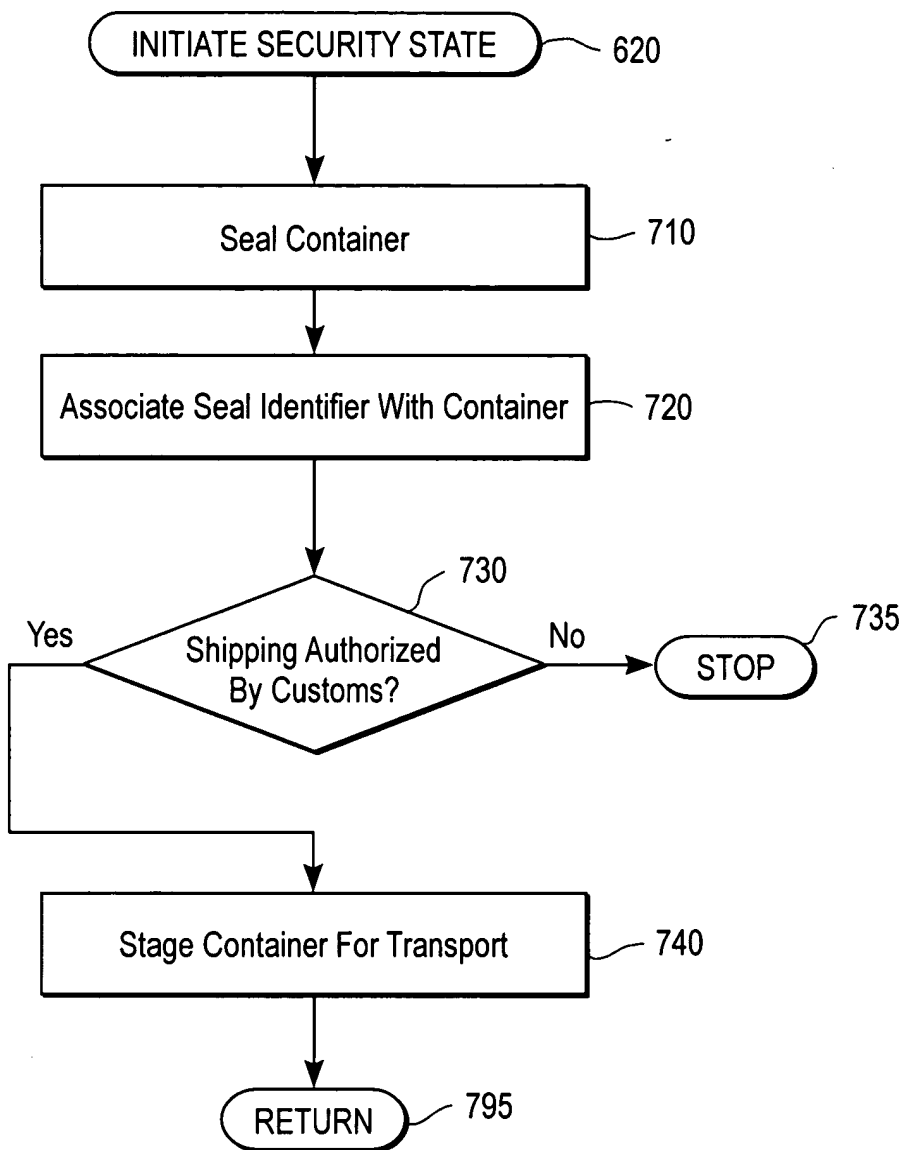 INITIATE SECURITY STATE
620
Seal Container
710
Associate Seal Identifier With Container
720
730
Yes
Shipping Authorized
By Customs?
No
STOP
735
Stage Container For Transport
740
RETURN
795